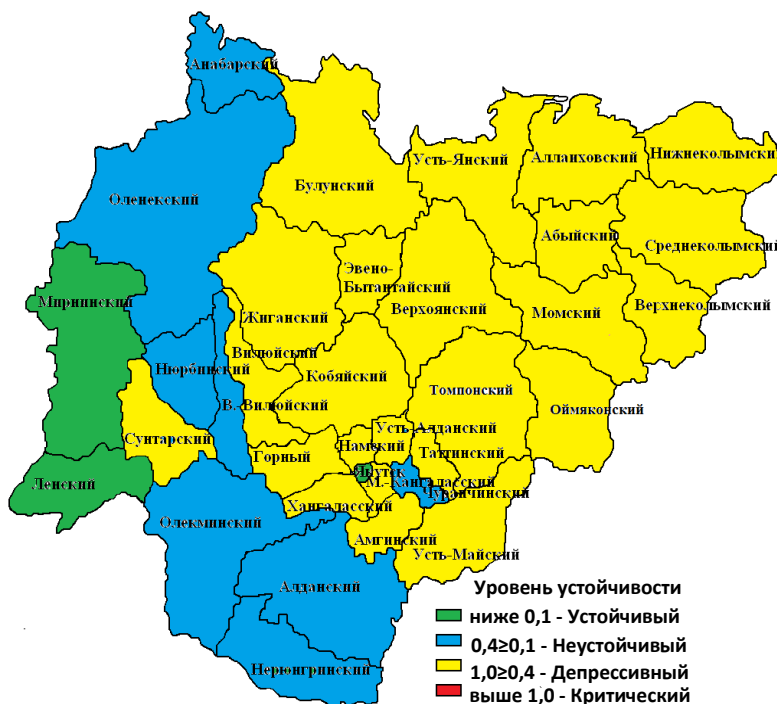 Анабарский
Оленекский
Булунский
Усть-Янский
Аллаиховский
Нижнеколымский
Абыйский
Среднеколымский
Эвено-
Бытантайский
Верхоянский
Мирнинский
Жиганский
Момский
Верхнеколымский
Вилюйский
Нюрбинский
Кобяйский
Томпонский
Оймяконский
В.-Вилюйский
Сунтарский
Усть-Алданский
Намский
Горный
Таттинский
Якутск
М.-Кангаласский
Чурапчинский
Ленский
Хангаласский
Олекминский
Амгинский
Усть-Майский
Алданский
Нерюнгринский
Уровень устойчивости
ниже 0,1 - Устойчивый
0,4≥0,1 - Неустойчивый
1,0≥0,4 - Депрессивный
выше 1,0 - Критический